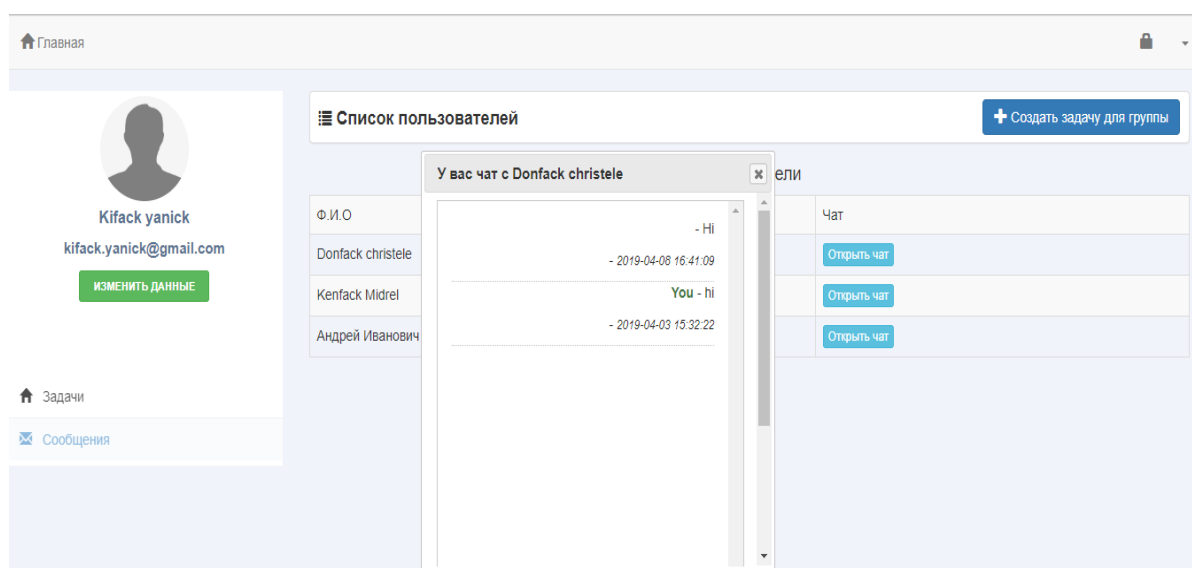 Главная
Kifack yanick
kifack.yanick@gmail.com
ИЗМЕНИТЬ ДАННЫЕ
Задачи
Сообщения
Список пользователей
Создать задачу для группы
ели
Ф.И.О
Чат
Donfack christele
Открыть чат
Kenfack Midrel
Открыть чат
Андрей Иванович
Открыть чат
У вас чат с Donfack christele
- Hi
- 2019-04-08 16:41:09
You - hi
- 2019-04-03 15:32:22